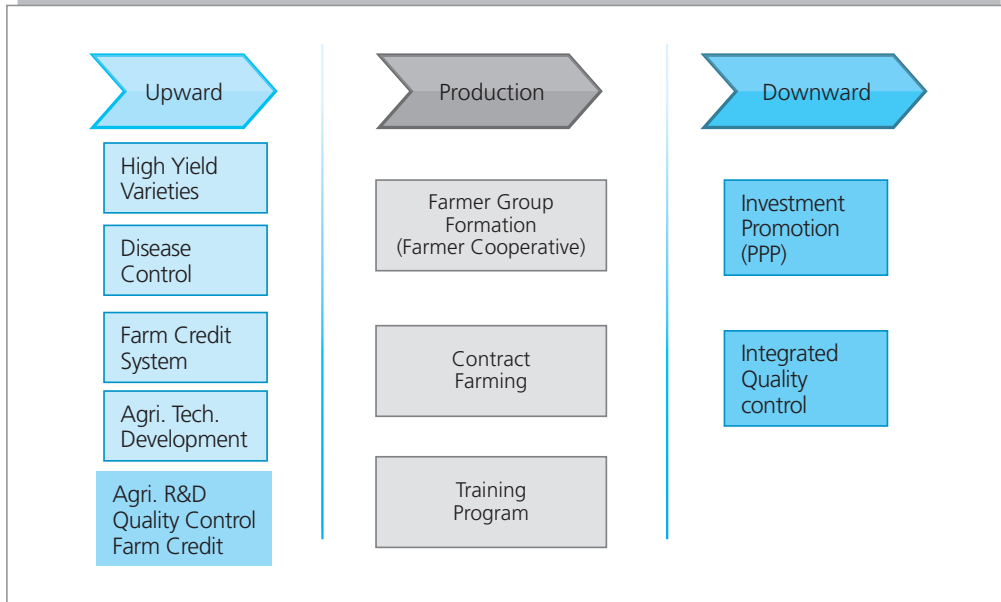 Upward
High Yield
Varieties
Disease
Control
Farm Credit
System
Agri. Tech.
Development
Agri. R&D
Quality Control
Farm Credit
Production
Farmer Group
Formation
(Farmer Cooperative)
Contract
Farming
Training
Program
Downward
Investment
Promotion
(PPP)
Integrated
Quality
control